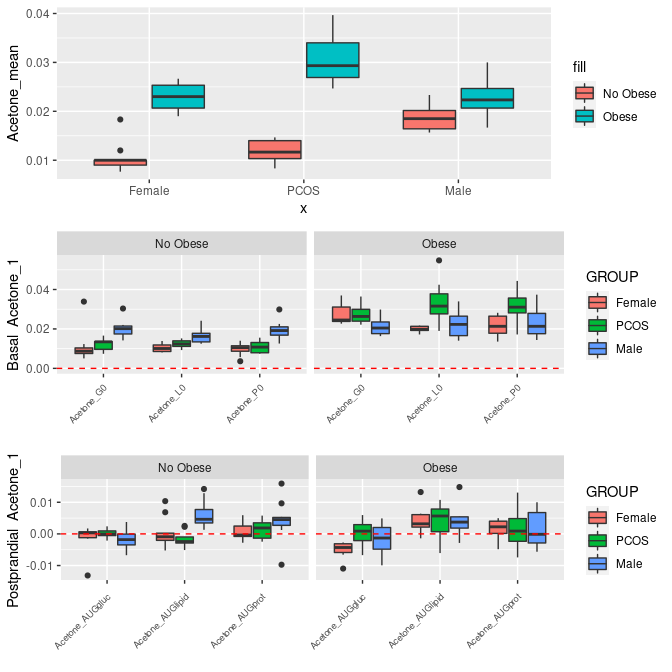 Acetone_mean
0.04
0.03
0.02
0.01
Female PCOS Male
x
fill
No Obese
Obese
Basal Acetone_1
No Obese Obese
0.04
0.02
0.00
Acetone_G0 Acetone_L0 Acetone_P0 Acetone_G0 Acetone_L0 Acetone_P0
GROUP
Female
PCOS
Male
Postprandial Acetone_1
No Obese Obese
0.01
0.00
-0.01
Acetone_AUGgluc Acetone_AUGlipid Acetone_AUGprot Acetone_AUGgluc Acetone_AUGlipid Acetone_AUGprot
GROUP
Female
PCOS
Male